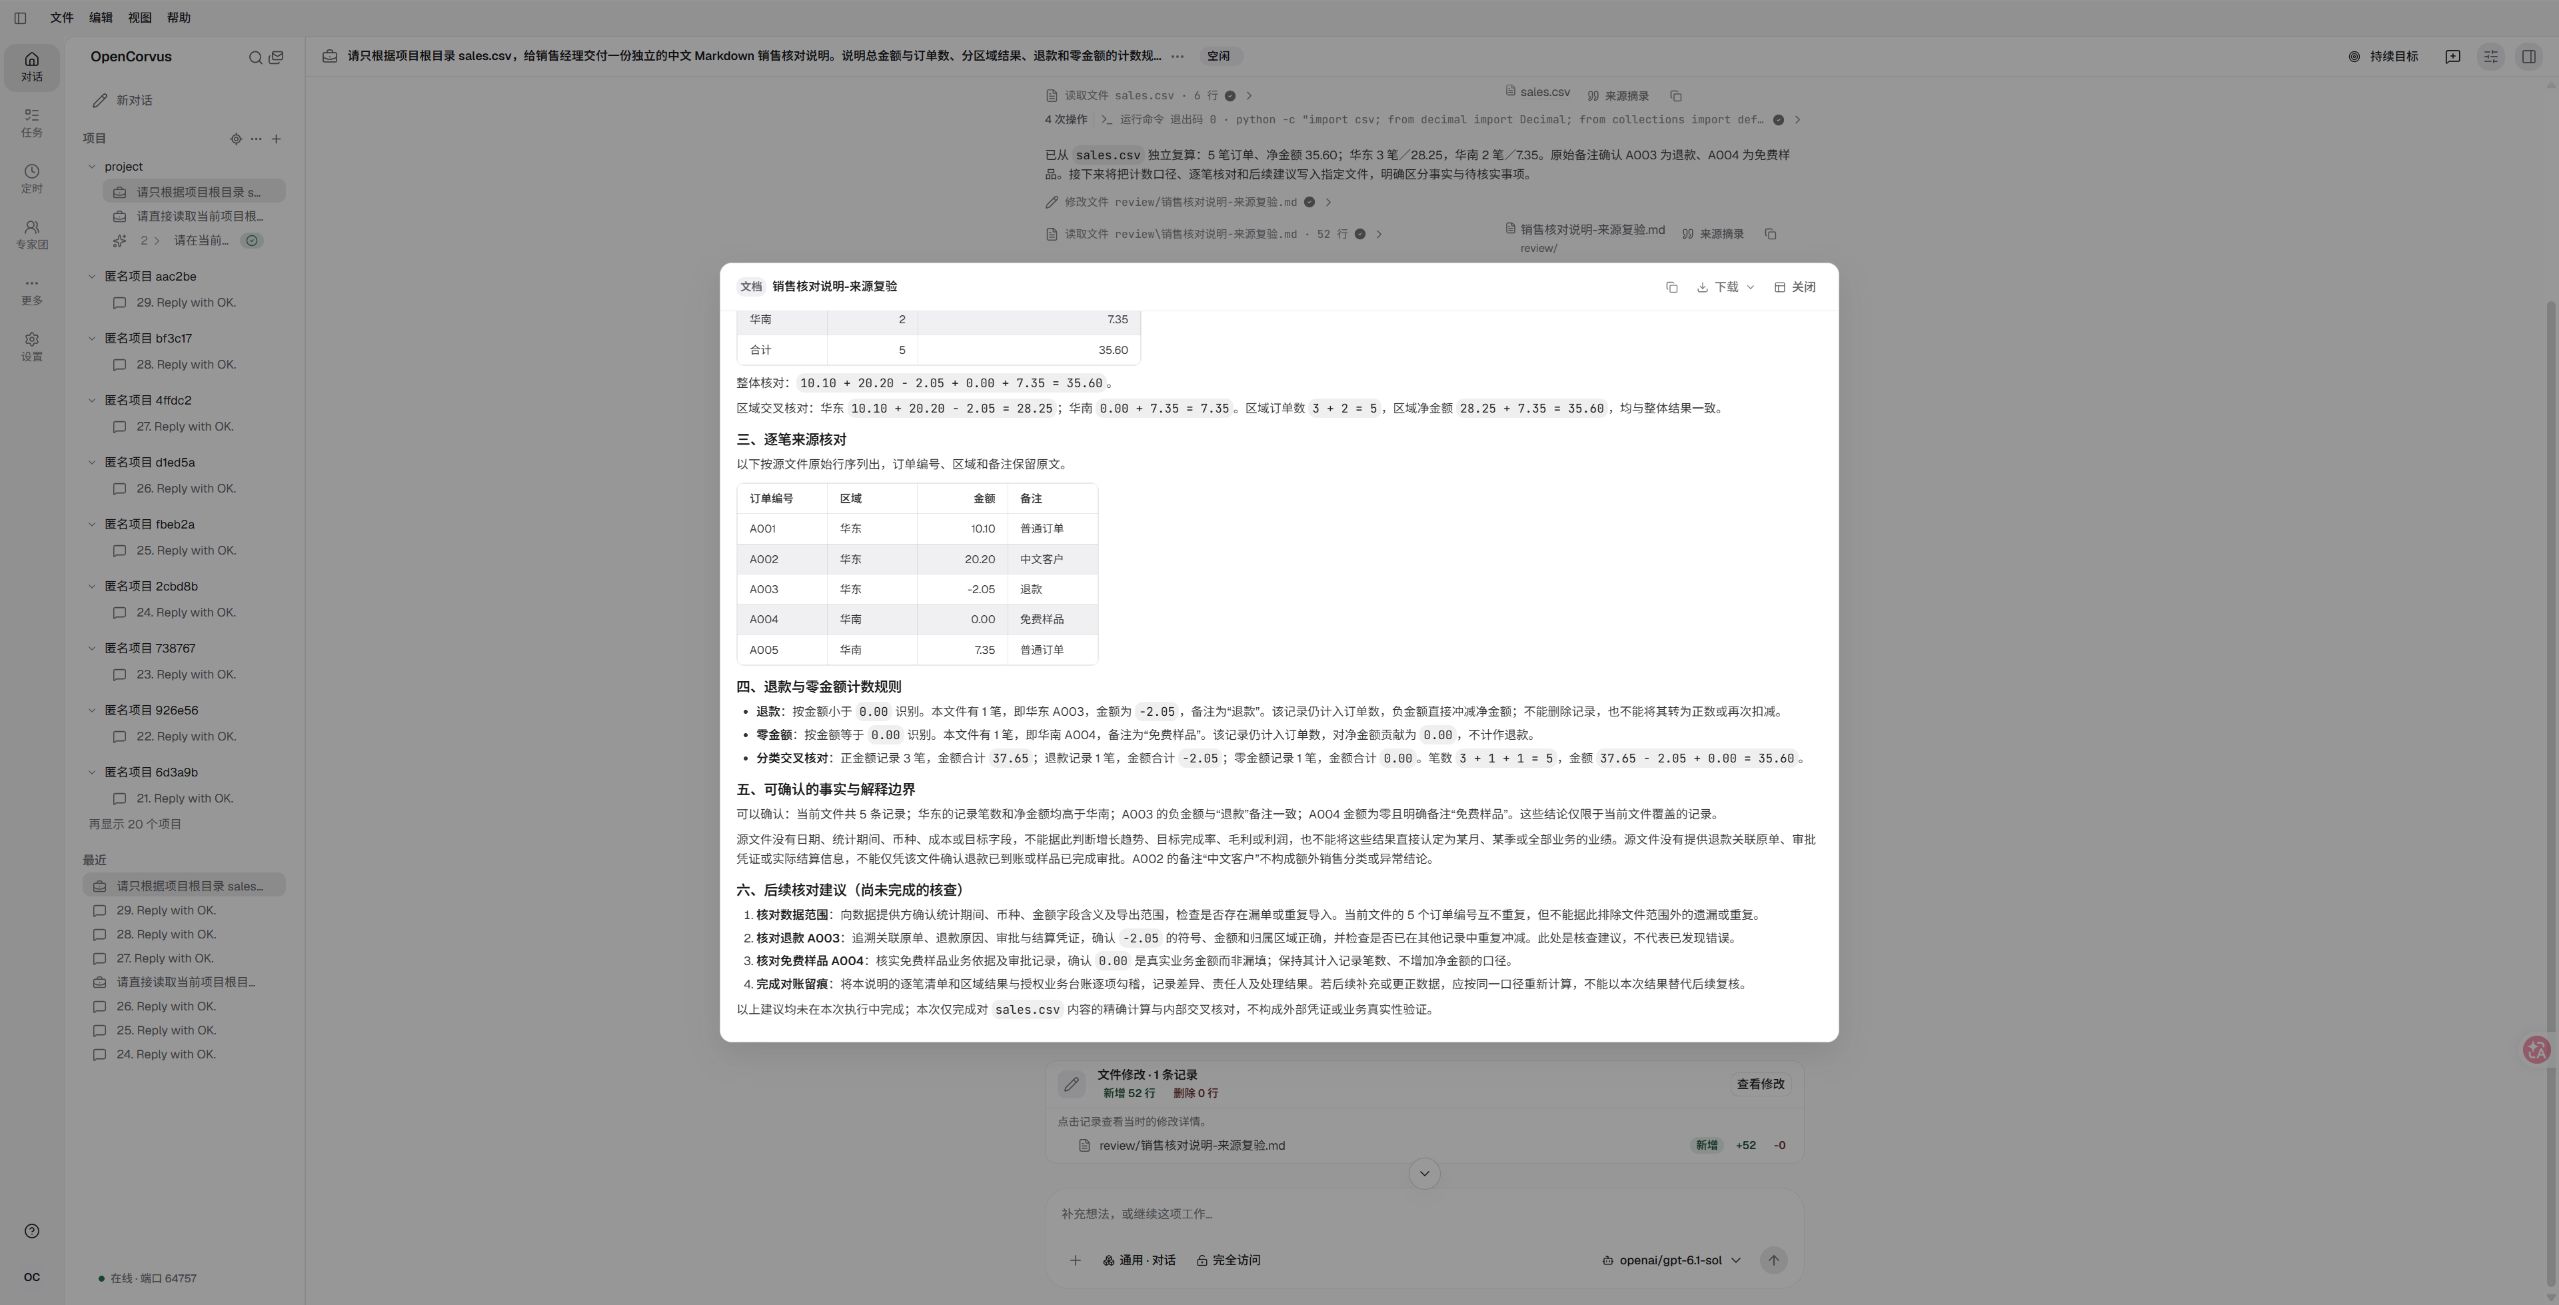 文件 编辑 视图 帮助
对话
任务
定时
专家团
更多
设置
OC
OpenCorvus
新对话
项目
project
请只根据项目根目录 s...
请直接读取当前项目根...
2 请在当前...
匿名项目 aac2be
29. Reply with OK.
匿名项目 bf3c17
28. Reply with OK.
匿名项目 4ffdc2
27. Reply with OK.
匿名项目 d1ed5a
26. Reply with OK.
匿名项目 fbeb2a
25. Reply with OK.
匿名项目 2cbd8b
24. Reply with OK.
匿名项目 738767
23. Reply with OK.
匿名项目 926e56
22. Reply with OK.
匿名项目 6d3a9b
21. Reply with OK.
再显示 20 个项目
最近
请只根据项目根目录 sales...
29. Reply with OK.
28. Reply with OK.
27. Reply with OK.
请直接读取当前项目根目...
26. Reply with OK.
25. Reply with OK.
24. Reply with OK.
在线 · 端口 64757
请只根据项目根目录 sales.csv，给销售经理交付一份独立的中文 Markdown 销售核对说明。说明总金额与订单数、分区域结果、退款和零金额的计数规... ··· 空闲
持续目标
读取文件 sales.csv · 6 行
sales.csv 来源摘录
4 次操作 运行命令 退出码 0 · python -c "import csv; from decimal import Decimal; from collections import def…
已从 sales.csv 独立复算：5 笔订单、净金额 35.60；华东 3 笔／28.25，华南 2 笔／7.35。原始备注确认 A003 为退款、A004 为免费样
品。接下来将把计数口径、逐笔核对和后续建议写入指定文件，明确区分事实与待核实事项。
修改文件 review/销售核对说明-来源复验.md
读取文件 review\销售核对说明-来源复验.md · 52 行
销售核对说明-来源复验.md 来源摘录
review/
文档 销售核对说明-来源复验
下载 关闭
华南 2 7.35
合计 5 35.60
整体核对： 10.10 + 20.20 - 2.05 + 0.00 + 7.35 = 35.60。
区域交叉核对：华东 10.10 + 20.20 - 2.05 = 28.25；华南 0.00 + 7.35 = 7.35。区域订单数 3 + 2 = 5，区域净金额 28.25 + 7.35 = 35.60，均与整体结果一致。
三、逐笔来源核对
以下按源文件原始行序列出，订单编号、区域和备注保留原文。
订单编号 区域 金额 备注
A001 华东 10.10 普通订单
A002 华东 20.20 中文客户
A003 华东 -2.05 退款
A004 华南 0.00 免费样品
A005 华南 7.35 普通订单
四、退款与零金额计数规则
• 退款：按金额小于 0.00 识别。本文件有 1 笔，即华东 A003，金额为 -2.05，备注为“退款”。该记录仍计入订单数，负金额直接冲减净金额；不能删除记录，也不能将其转为正数或再次扣减。
• 零金额：按金额等于 0.00 识别。本文件有 1 笔，即华南 A004，备注为“免费样品”。该记录仍计入订单数，对净金额贡献为 0.00，不计作退款。
• 分类交叉核对：正金额记录 3 笔，金额合计 37.65；退款记录 1 笔，金额合计 -2.05；零金额记录 1 笔，金额合计 0.00。笔数 3 + 1 + 1 = 5，金额 37.65 - 2.05 + 0.00 = 35.60。
五、可确认的事实与解释边界
可以确认：当前文件共 5 条记录；华东的记录笔数和净金额均高于华南；A003 的负金额与“退款”备注一致；A004 金额为零且明确备注“免费样品”。这些结论仅限于当前文件覆盖的记录。
源文件没有日期、统计期间、币种、成本或目标字段，不能据此判断增长趋势、目标完成率、毛利或利润，也不能将这些结果直接认定为某月、某季或全部业务的业绩。源文件没有提供退款关联原单、审批
凭证或实际结算信息，不能仅凭该文件确认退款已到账或样品已完成审批。A002 的备注“中文客户”不构成额外销售分类或异常结论。
六、后续核对建议（尚未完成的核查）
1. 核对数据范围：向数据提供方确认统计期间、币种、金额字段含义及导出范围，检查是否存在漏单或重复导入。当前文件的 5 个订单编号互不重复，但不能据此排除文件范围外的遗漏或重复。
2. 核对退款 A003：追溯关联原单、退款原因、审批与结算凭证，确认 -2.05 的符号、金额和归属区域正确，并检查是否已在其他记录中重复冲减。此处是核查建议，不代表已发现错误。
3. 核对免费样品 A004：核实免费样品业务依据及审批记录，确认 0.00 是真实业务金额而非漏填；保持其计入记录笔数、不增加净金额的口径。
4. 完成对账留痕：将本说明的逐笔清单和区域结果与授权业务台账逐项勾稽，记录差异、责任人及处理结果。若后续补充或更正数据，应按同一口径重新计算，不能以本次结果替代后续复核。
以上建议均未在本次执行中完成；本次仅完成对 sales.csv 内容的精确计算与内部交叉核对，不构成外部凭证或业务真实性验证。
文件修改 · 1 条记录
新增 52 行 删除 0 行
查看修改
点击记录查看当时的修改详情。
review/销售核对说明-来源复验.md 新增 +52 -0
补充想法，或继续这项工作...
通用 · 对话 完全访问 openai/gpt-6.1-sol